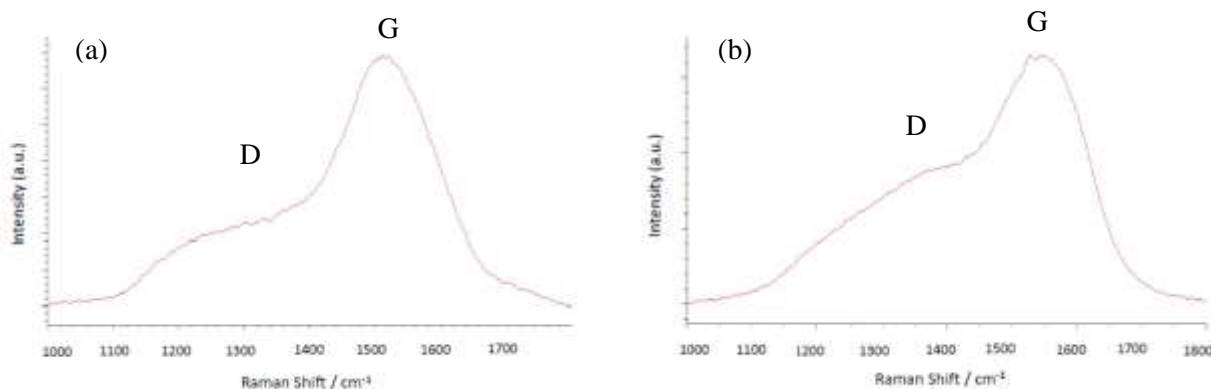 (a)
G
D
Intensity (a.u.)
1000 1100 1200 1300 1400 1500 1600 1700
Raman Shift / cm⁻¹
(b)
G
D
Intensity (a.u.)
1000 1100 1200 1300 1400 1500 1600 1700 1800
Raman Shift / cm⁻¹